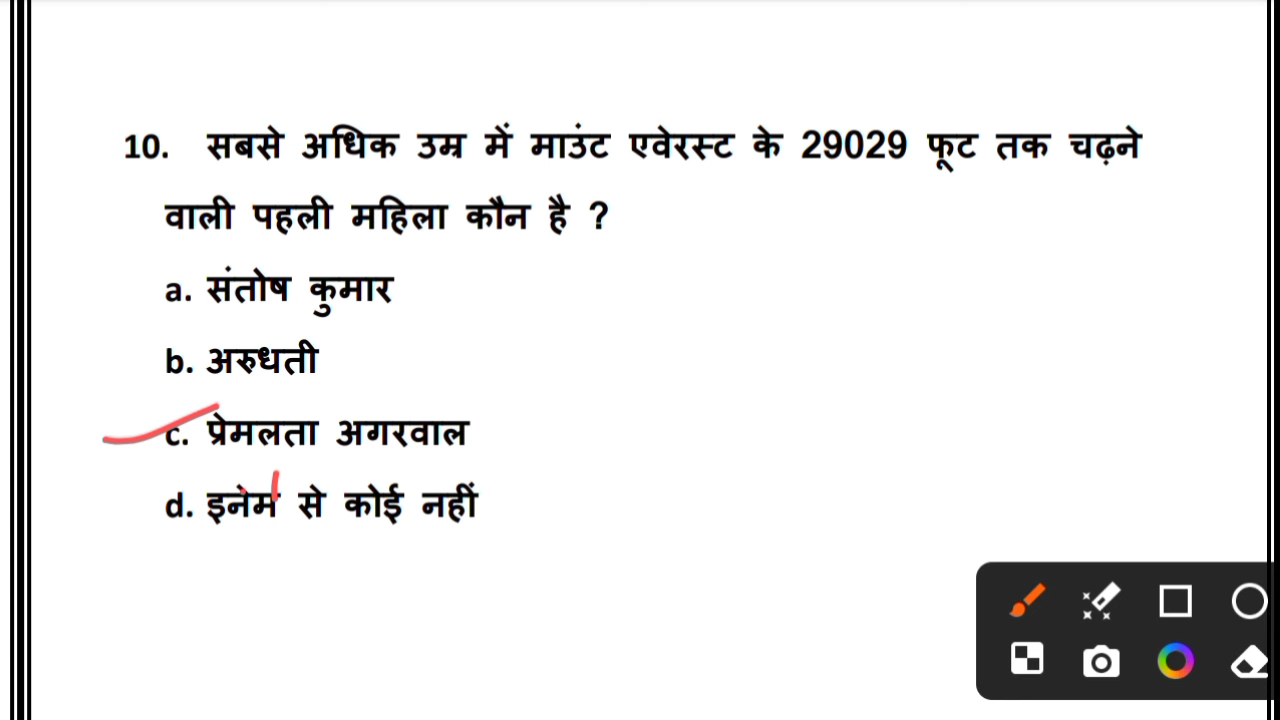 10. सबसे अधिक उम्र में माउंट एवेरस्ट के 29029 फूट तक चढ़ने
वाली पहली महिला कौन है ?
a. संतोष कुमार
b. अरुधती
c. प्रेमलता अगरवाल
d. इनेम से कोई नहीं